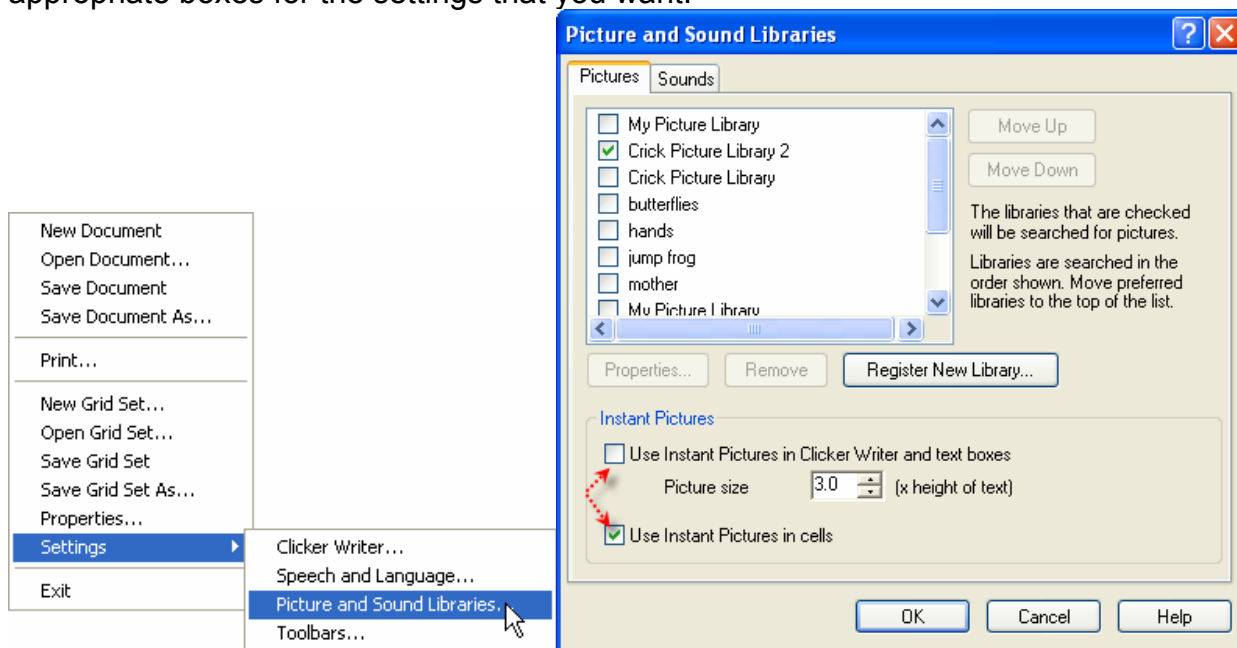 appropriate boxes for the settings that you want.
New Document
Open Document...
Save Document
Save Document As...
Print...
New Grid Set...
Open Grid Set...
Save Grid Set
Save Grid Set As...
Properties...
Settings
Exit
Clicker Writer...
Speech and Language...
Picture and Sound Libraries...
Toolbars...
Picture and Sound Libraries
Pictures Sounds
My Picture Library
Crick Picture Library 2
Crick Picture Library
butterflies
hands
jump frog
mother
My Picture Library
Move Up
Move Down
The libraries that are checked
will be searched for pictures.
Libraries are searched in the
order shown. Move preferred
libraries to the top of the list.
Properties... Remove Register New Library...
Instant Pictures
Use Instant Pictures in Clicker Writer and text boxes
Picture size 3.0 (x height of text)
Use Instant Pictures in cells
OK Cancel Help